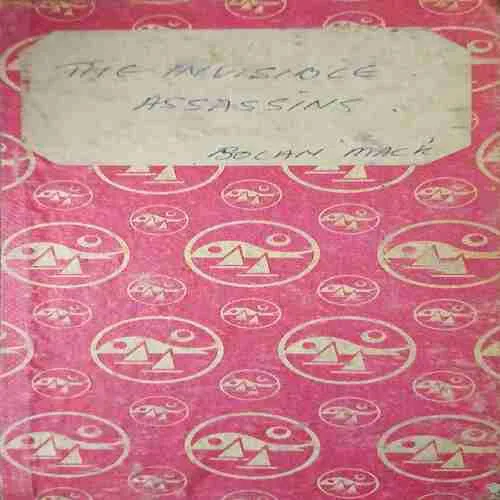 THE INVISIBLE
ASSASSINS.
BOLAN MACK